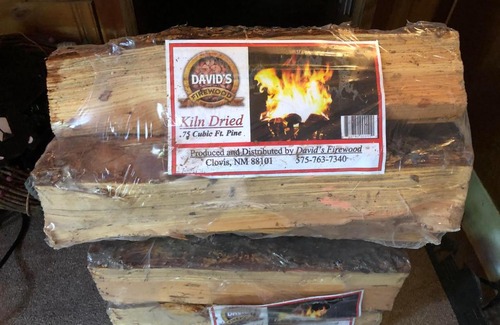 DAVID'S
FIREWOOD
Kiln Dried
.75 Cubic Ft. Pine
Produced and Distributed by David's Firewood
Clovis, NM 88101 575-763-7340
DAVID'S